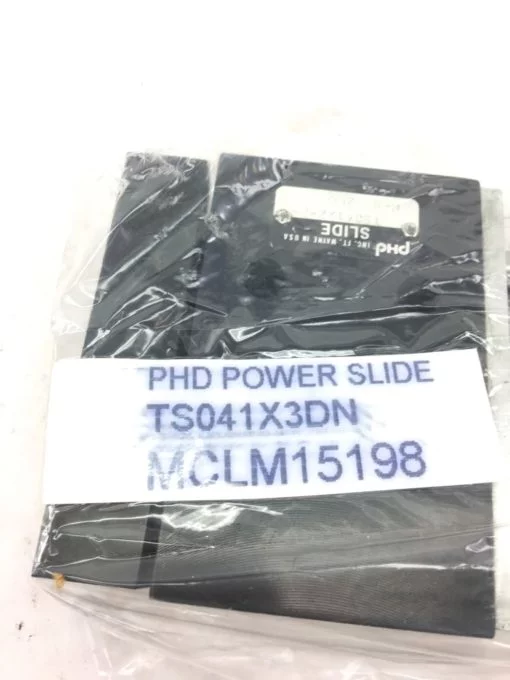 phd
INC. FT. WAYNE IN USA
SLIDE
PHD POWER SLIDE
TS041X3DN
MCLM15198